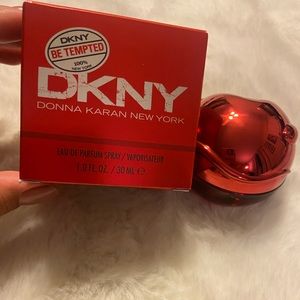 DKNY
BE TEMPTED
100%
NEW YORK
DKNY
DONNA KARAN NEW YORK
EAU DE PARFUM SPRAY / VAPORISATEUR
1.0 FL. OZ. / 30 ML ℮